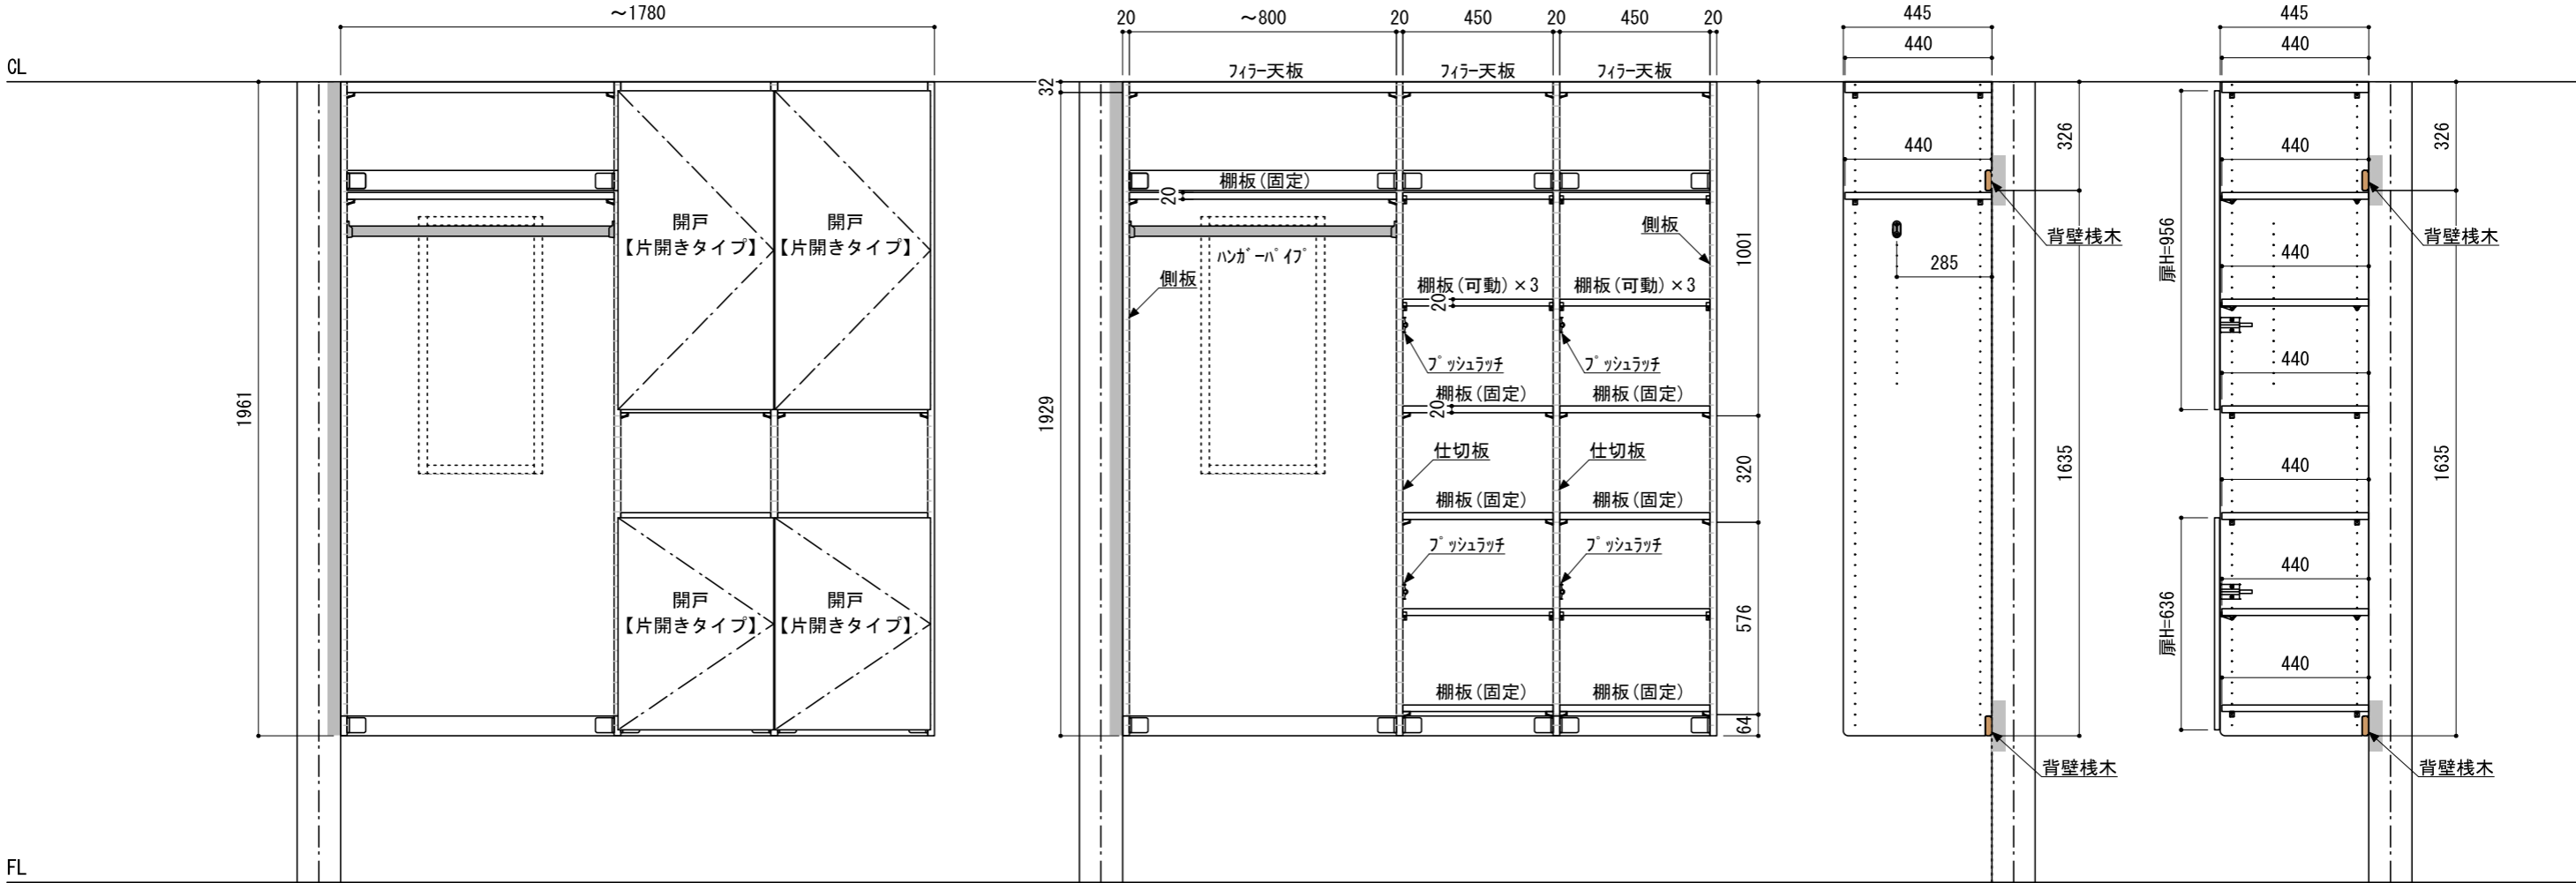 ~1780
20
~800
20
450
20
450
20
445
445
440
440
CL
フィラー天板
フィラー天板
フィラー天板
32
326
326
440
440
棚板(固定)
20
開戸
【片開きタイプ】
開戸
【片開きタイプ】
側板
背壁桟木
背壁桟木
ハンガーパイプ
1001
扉H=956
285
440
側板
棚板(可動)×3
棚板(可動)×3
20
プッシュラッチ
プッシュラッチ
440
棚板(固定)
棚板(固定)
20
1961
1929
仕切板
仕切板
320
1635
440
1635
棚板(固定)
棚板(固定)
プッシュラッチ
プッシュラッチ
440
開戸
【片開きタイプ】
開戸
【片開きタイプ】
576
扉H=636
440
棚板(固定)
棚板(固定)
64
背壁桟木
背壁桟木
FL